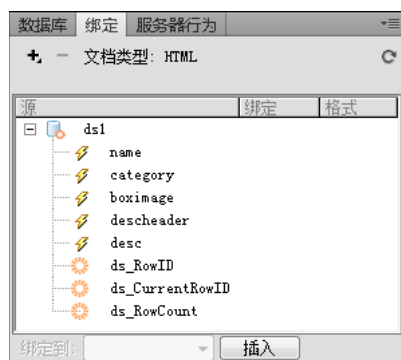 数据库 绑定 服务器行为
文档类型: HTML
源 绑定 格式
ds1
name
category
boximage
descheader
desc
ds_RowID
ds_CurrentRowID
ds_RowCount
绑定到: 插入